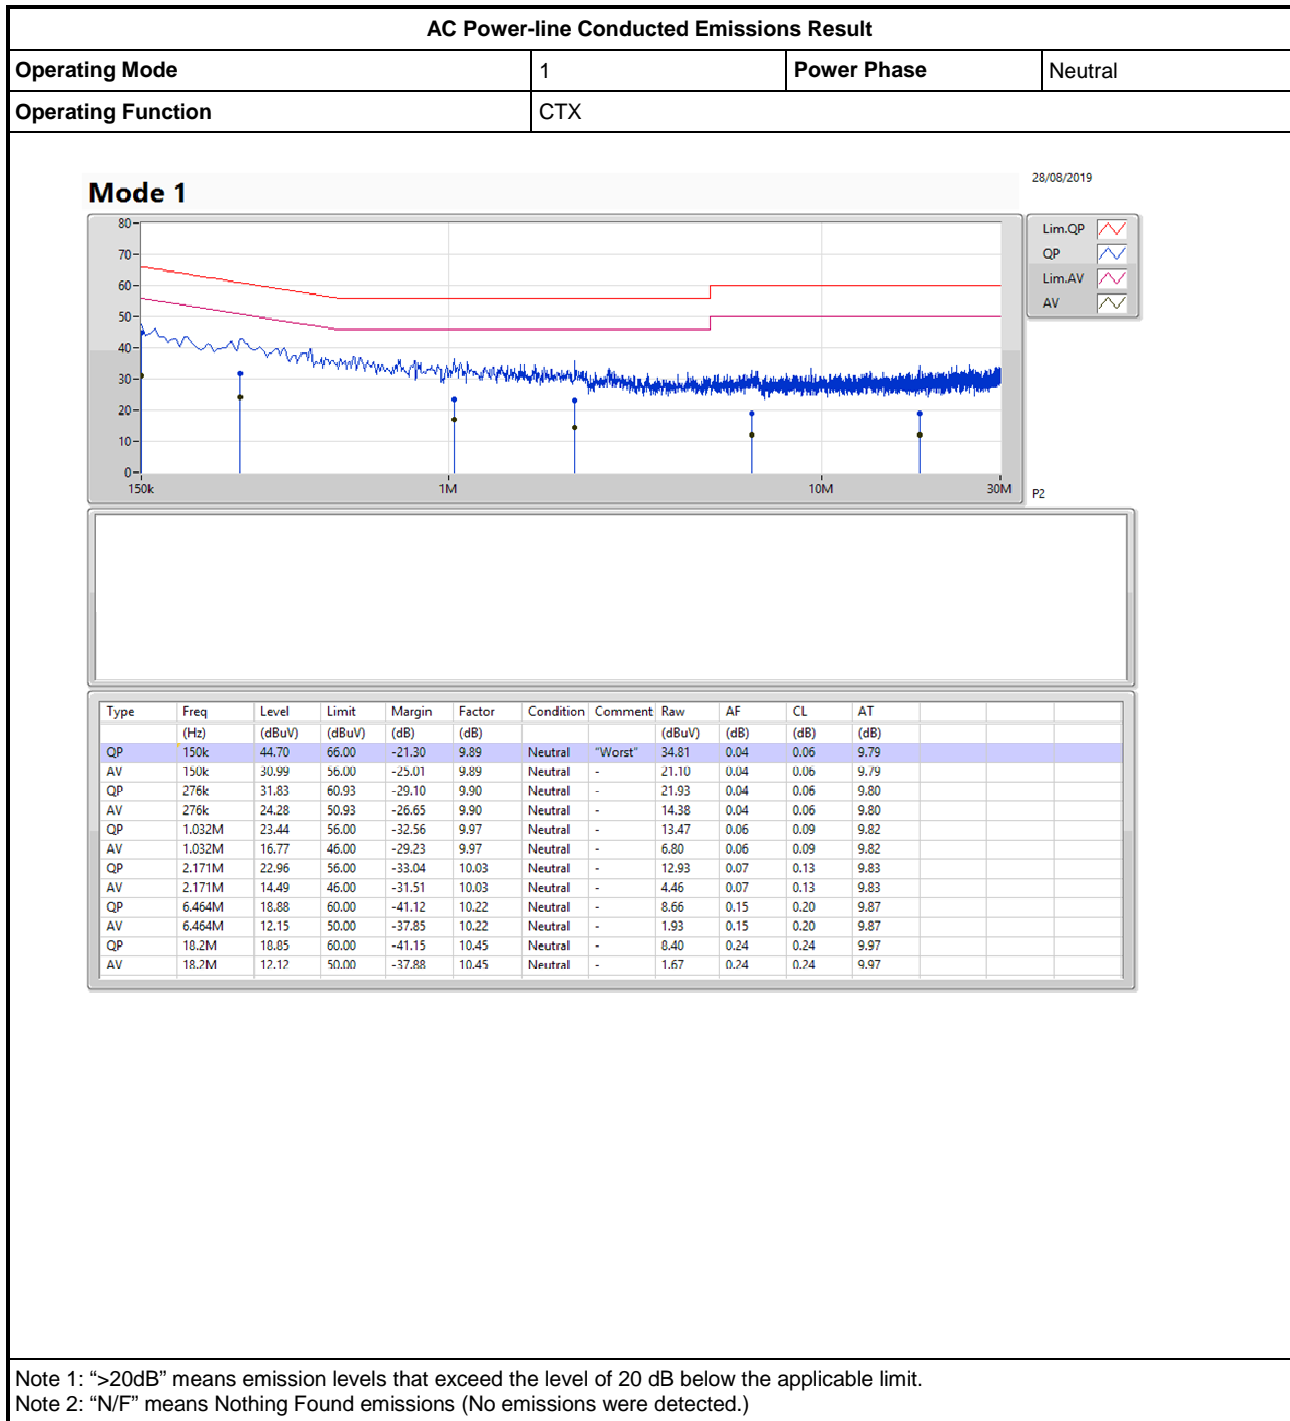 AC Power-line Conducted Emissions Result
Operating Mode 1 Power Phase Neutral
Operating Function CTX
28/08/2019
Mode 1
80
70
60
50
40
30
20
10
0
150k 1M 10M 30M
Lim.QP
QP
Lim.AV
AV
P2
Type Freq Level Limit Margin Factor Condition Comment Raw AF CL AT
(Hz) (dBuV) (dBuV) (dB) (dB) (dBuV) (dB) (dB) (dB)
QP 150k 44.70 66.00 -21.30 9.89 Neutral "Worst" 34.81 0.04 0.06 9.79
AV 150k 30.99 56.00 -25.01 9.89 Neutral - 21.10 0.04 0.06 9.79
QP 276k 31.83 60.93 -29.10 9.90 Neutral - 21.93 0.04 0.06 9.80
AV 276k 24.28 50.93 -26.65 9.90 Neutral - 14.38 0.04 0.06 9.80
QP 1.032M 23.44 56.00 -32.56 9.97 Neutral - 13.47 0.06 0.09 9.82
AV 1.032M 16.77 46.00 -29.23 9.97 Neutral - 6.80 0.06 0.09 9.82
QP 2.171M 22.96 56.00 -33.04 10.03 Neutral - 12.93 0.07 0.13 9.83
AV 2.171M 14.49 46.00 -31.51 10.03 Neutral - 4.46 0.07 0.13 9.83
QP 6.464M 18.88 60.00 -41.12 10.22 Neutral - 8.66 0.15 0.20 9.87
AV 6.464M 12.15 50.00 -37.85 10.22 Neutral - 1.93 0.15 0.20 9.87
QP 18.2M 18.85 60.00 -41.15 10.45 Neutral - 8.40 0.24 0.24 9.97
AV 18.2M 12.12 50.00 -37.88 10.45 Neutral - 1.67 0.24 0.24 9.97
Note 1: “>20dB” means emission levels that exceed the level of 20 dB below the applicable limit.
Note 2: “N/F” means Nothing Found emissions (No emissions were detected.)